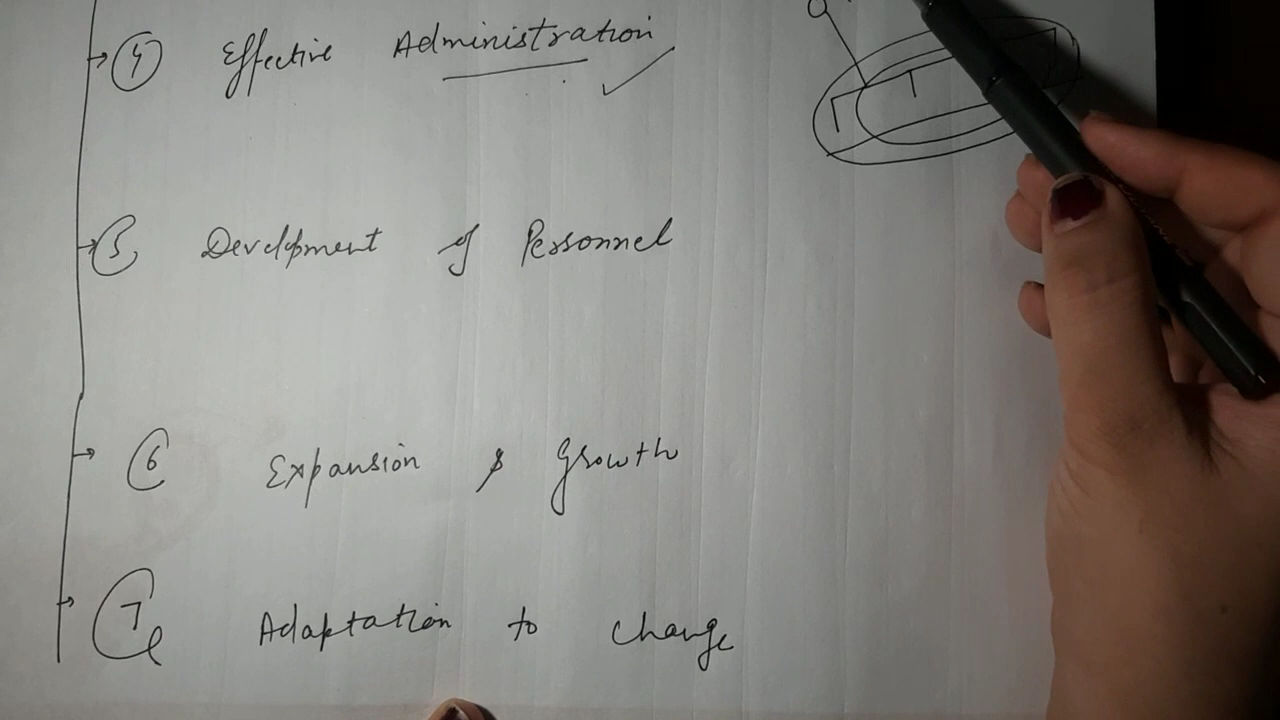 4 Effective Administration
5 Development of Personnel
6 Expansion & Growth
7 Adaptation to change